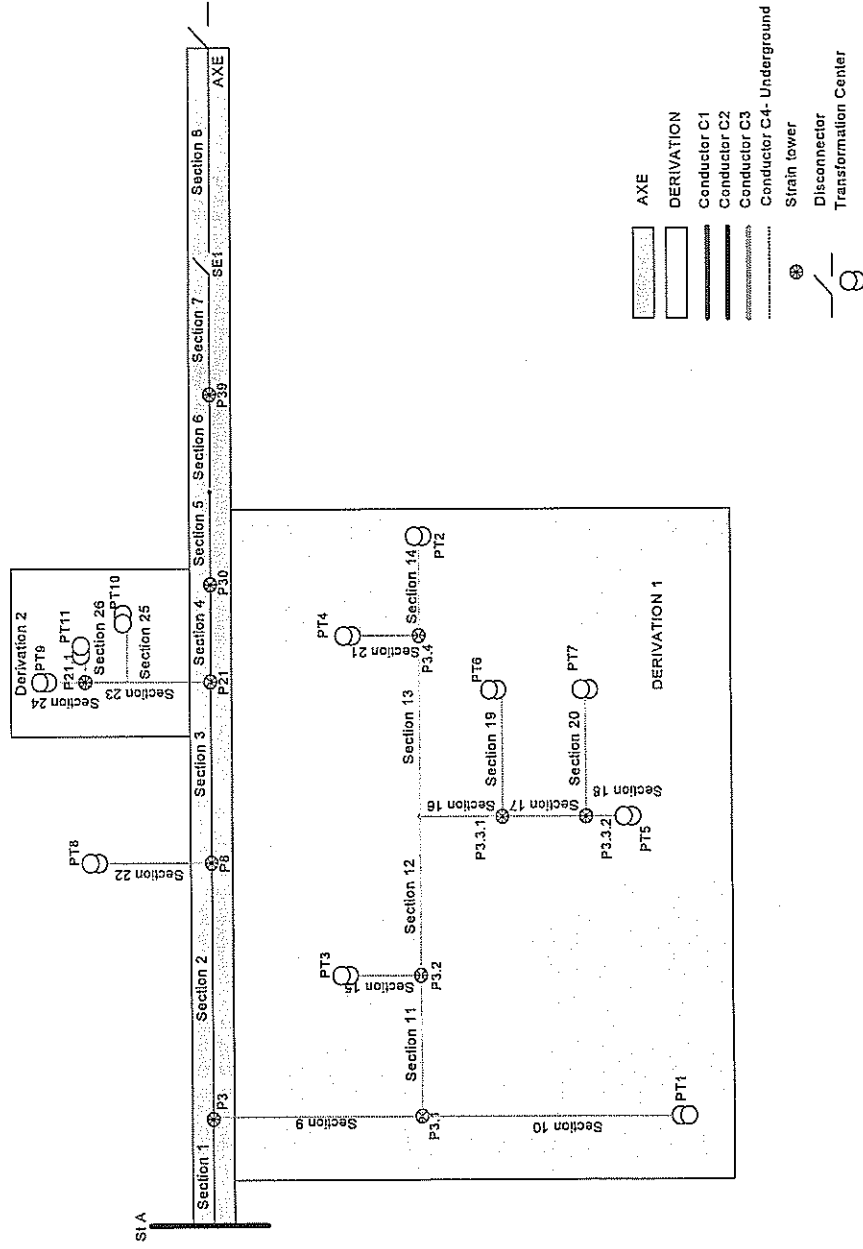 St A
Section 1
P3
Section 2
P8
Section 3
P21
Section 4
P30
Section 5
Section 6
P39
Section 7
SE1
Section 8
AXE
PT8
Section 22
Derivation 2
PT9
Section 24
P21.1
PT11
Section 26
PT10
Section 25
Section 23
Section 9
P3.1
Section 10
PT1
Section 11
P3.2
Section 15
PT3
Section 12
Section 13
P3.4
Section 21
PT4
Section 14
PT2
Section 16
P3.3.1
Section 19
PT6
Section 17
P3.3.2
Section 20
PT7
Section 18
PT5
DERIVATION 1
AXE
DERIVATION
Conductor C1
Conductor C2
Conductor C3
Conductor C4- Underground
Strain tower
Disconnector
Transformation Center